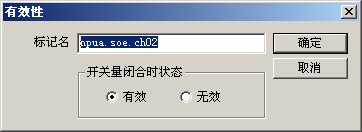 有效性
标记名 npua.soe.ch02 确定
取消
开关量闭合时状态
有效 无效